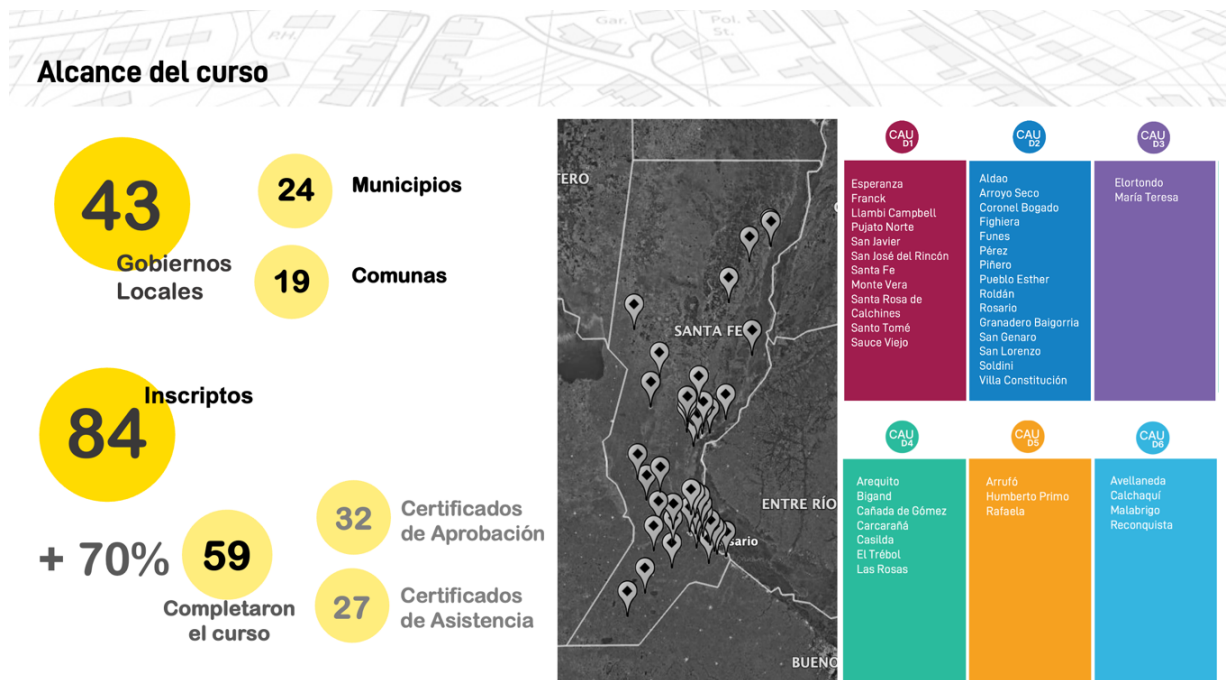 P.H.
Gar.
Pol.
St.
Alcance del curso
43
Gobiernos
Locales
24
Municipios
19
Comunas
84
Inscriptos
+ 70%
59
Completaron
el curso
32
Certificados
de Aprobación
27
Certificados
de Asistencia
TERO
SANTA FE
ENTRE RÍO
sario
BUENO
CAU
D1
Esperanza
Franck
Llambi Campbell
Pujato Norte
San Javier
San José del Rincón
Santa Fe
Monte Vera
Santa Rosa de
Calchines
Santo Tomé
Sauce Viejo
CAU
D2
Aldao
Arroyo Seco
Coronel Bogado
Fighiera
Funes
Pérez
Piñero
Pueblo Esther
Roldán
Rosario
Granadero Baigorria
San Genaro
San Lorenzo
Soldini
Villa Constitución
CAU
D3
Elortondo
María Teresa
CAU
D4
Arequito
Bigand
Cañada de Gómez
Carcarañá
Casilda
El Trébol
Las Rosas
CAU
D5
Arrufó
Humberto Primo
Rafaela
CAU
D6
Avellaneda
Calchaquí
Malabrigo
Reconquista